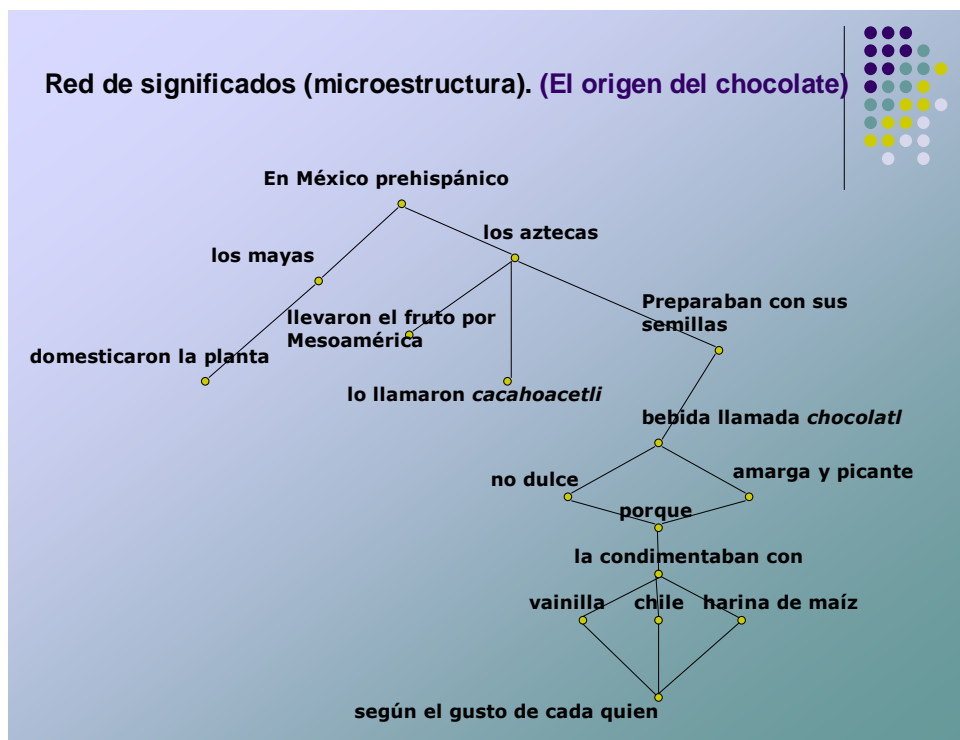 Red de significados (microestructura). (El origen del chocolate)
En México prehispánico
los aztecas
los mayas
Preparaban con sus
semillas
llevaron el fruto por
Mesoamérica
domesticaron la planta
lo llamaron cacahoacetli
bebida llamada chocolatl
no dulce
amarga y picante
porque
la condimentaban con
vainilla
chile
harina de maíz
según el gusto de cada quien